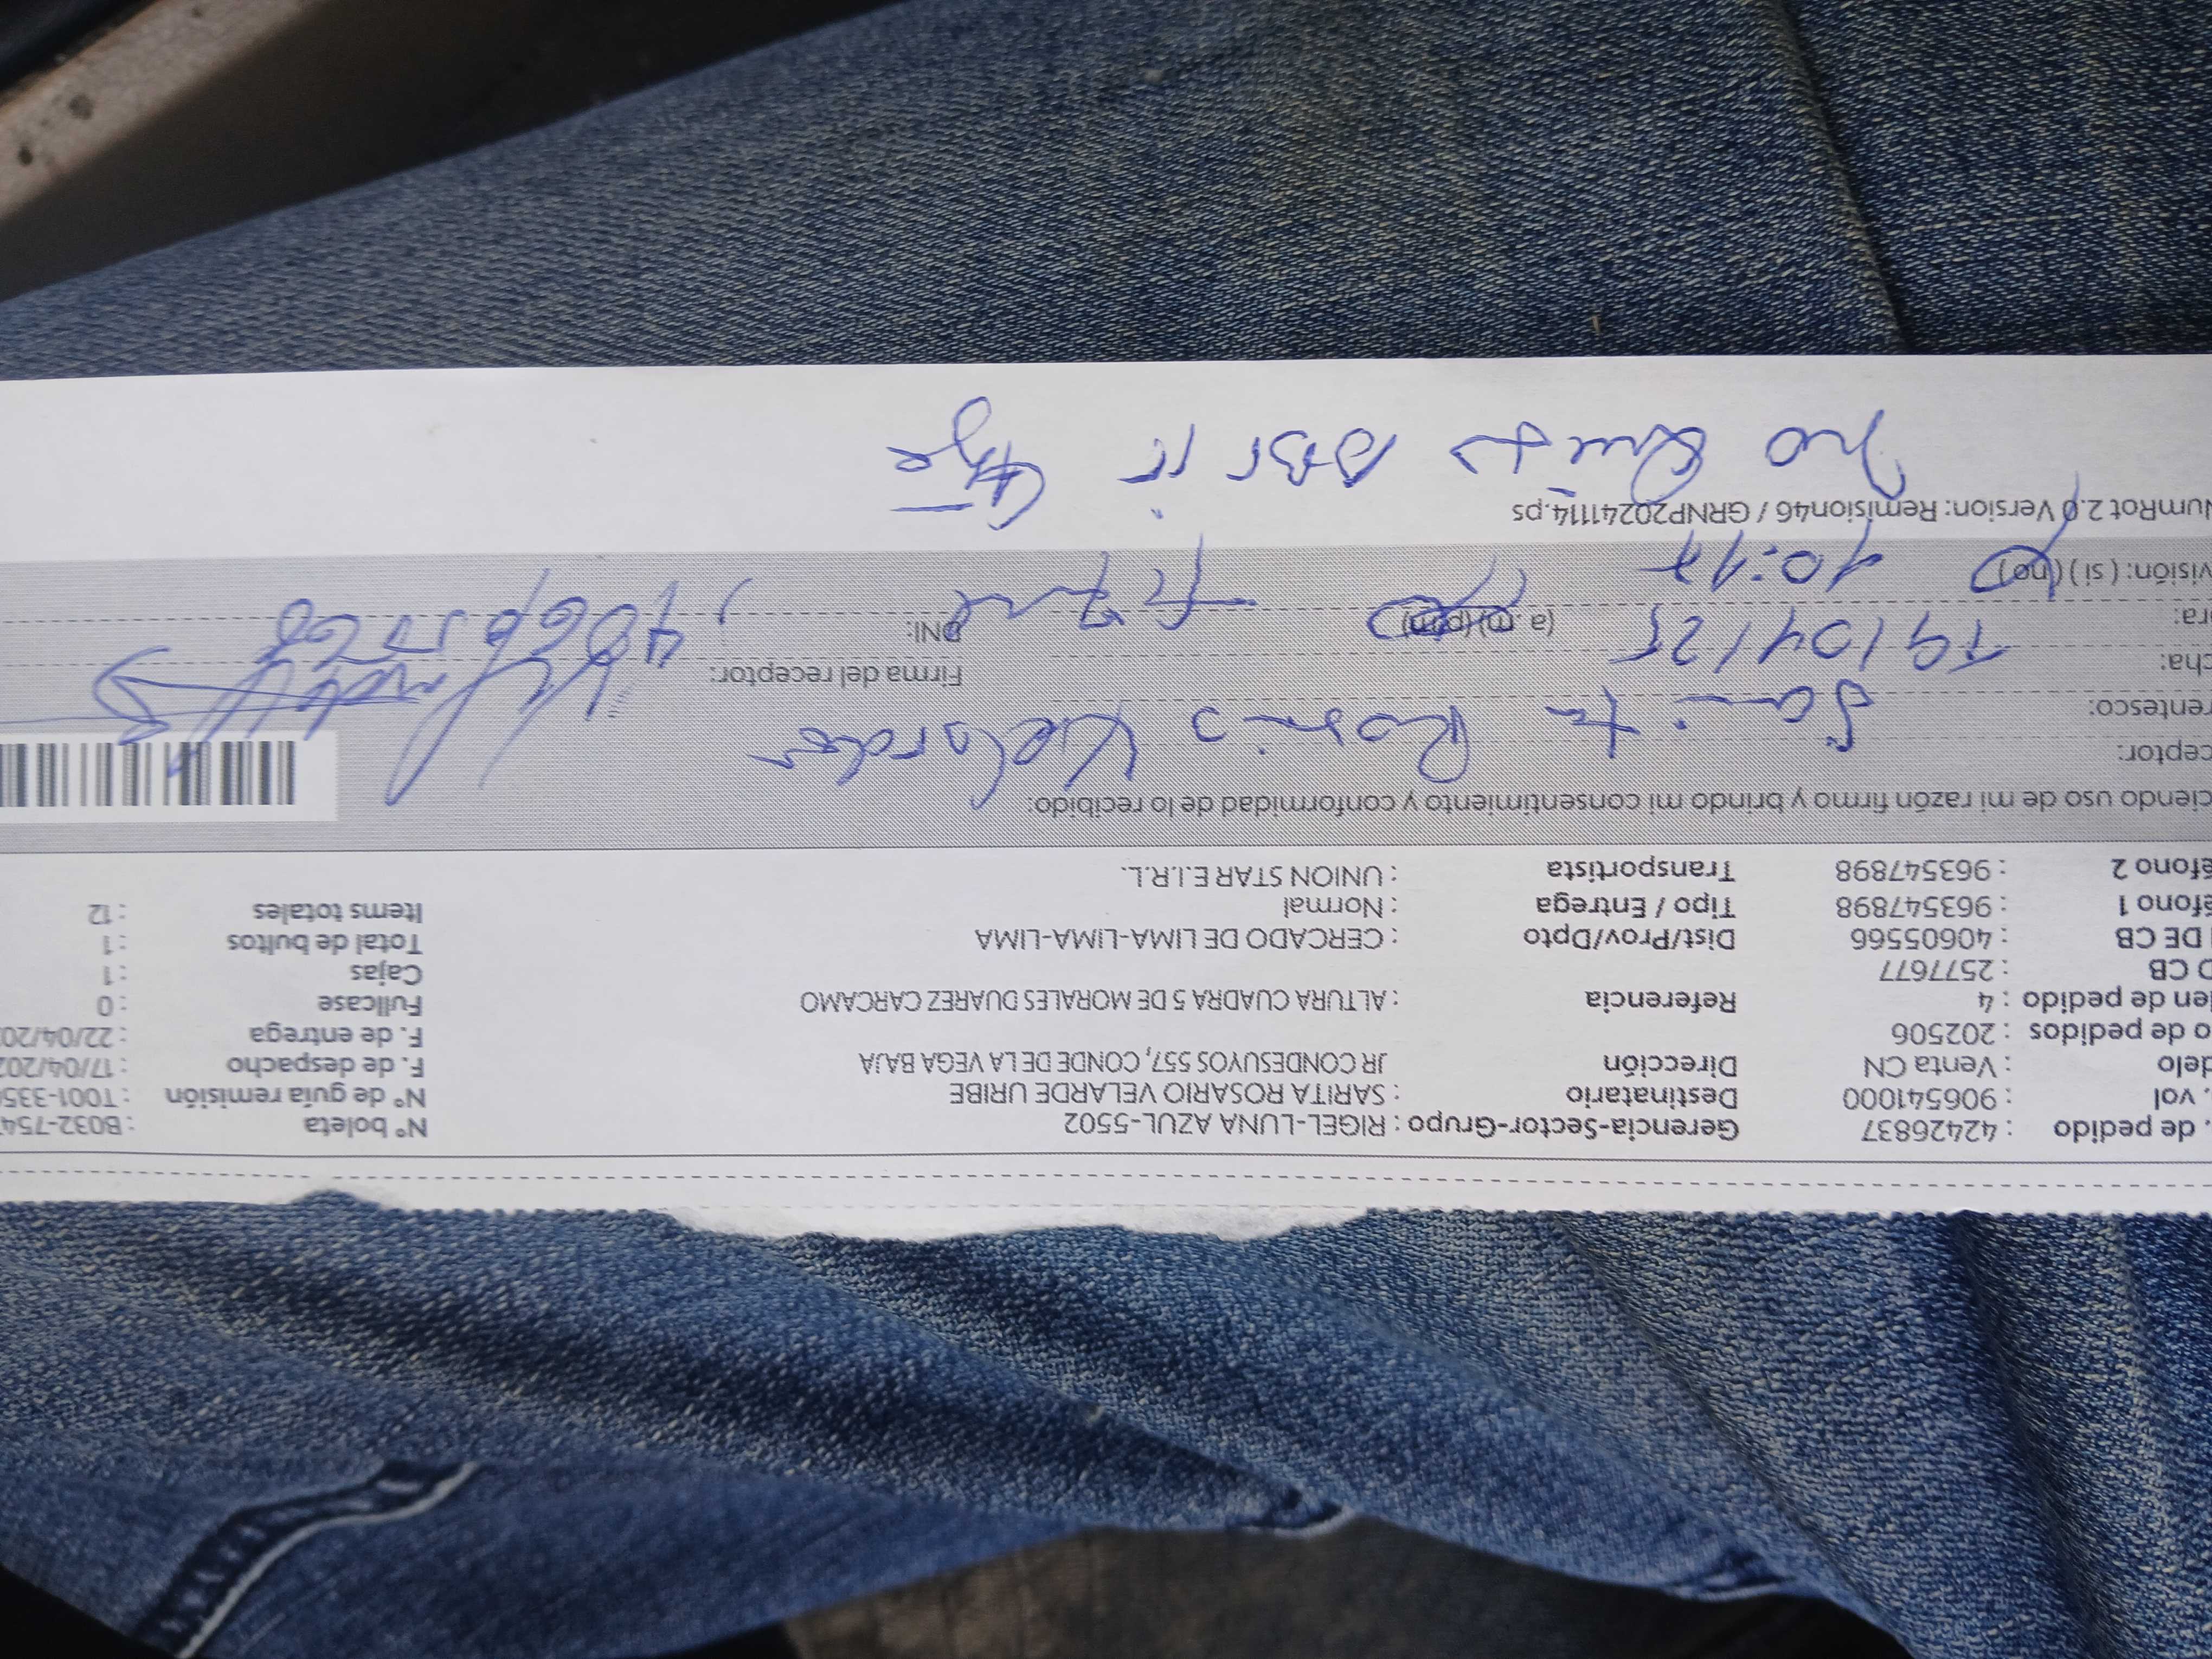 . de pedido : 42426837 Gerencia-Sector-Grupo : RIGEL-LUNA AZUL-5502 N° boleta : B032-754
. vol : 906541000 Destinatario : SARITA ROSARIO VELARDE URIBE N° de guía remisión : T001-335
delo : Venta CN Dirección JR CONDESUYOS 557, CONDE DE LA VEGA BAJA F. de despacho : 17/04/202
o de pedidos : 202506 F. de entrega : 22/04/20
en de pedido : 4 Referencia : ALTURA CUADRA 5 DE MORALES DUAREZ CARCAMO Fullcase : 0
D CB : 2577677 Cajas : 1
I DE CB : 40605566 Dist/Prov/Dpto : CERCADO DE LIMA-LIMA-LIMA Total de bultos : 1
éfono 1 : 963547898 Tipo / Entrega : Normal Items totales : 12
éfono 2 : 963547898 Transportista : UNION STAR E.I.R.L.
ciendo uso de mi razón firmo y brindo mi consentimiento y conformidad de lo recibido:
ceptor: Sarita Rosario Velarde
rentesco: Firma del receptor:
cha: 19/04/25
ora: 10:17 (a.m)(p.m) DNI:
visión: ( si ) ( no )
NumRot 2.0 Version: Remision46 / GRNP20241114.ps
no Quiso abrir caja